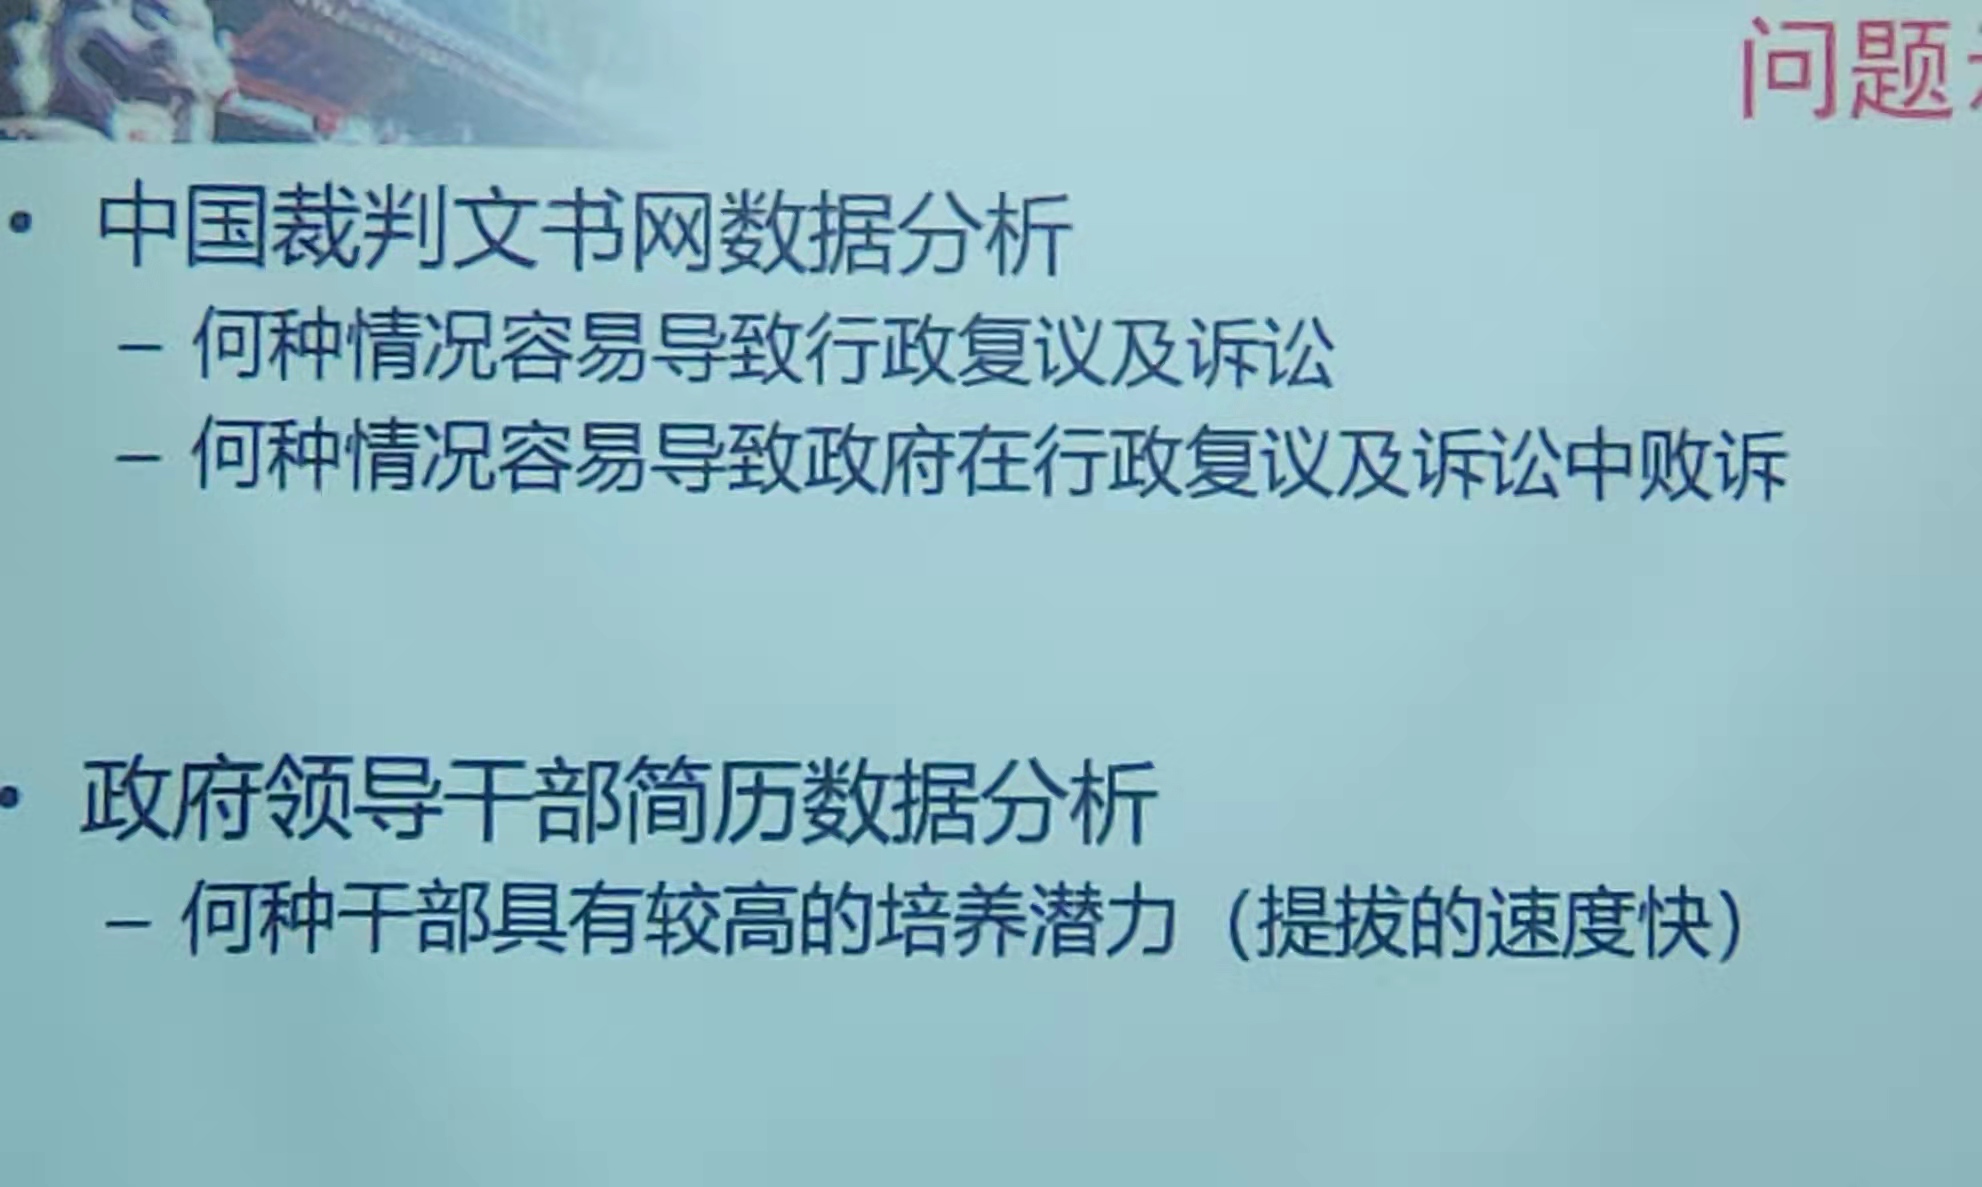 问题
• 中国裁判文书网数据分析
– 何种情况容易导致行政复议及诉讼
– 何种情况容易导致政府在行政复议及诉讼中败诉
• 政府领导干部简历数据分析
– 何种干部具有较高的培养潜力（提拔的速度快）